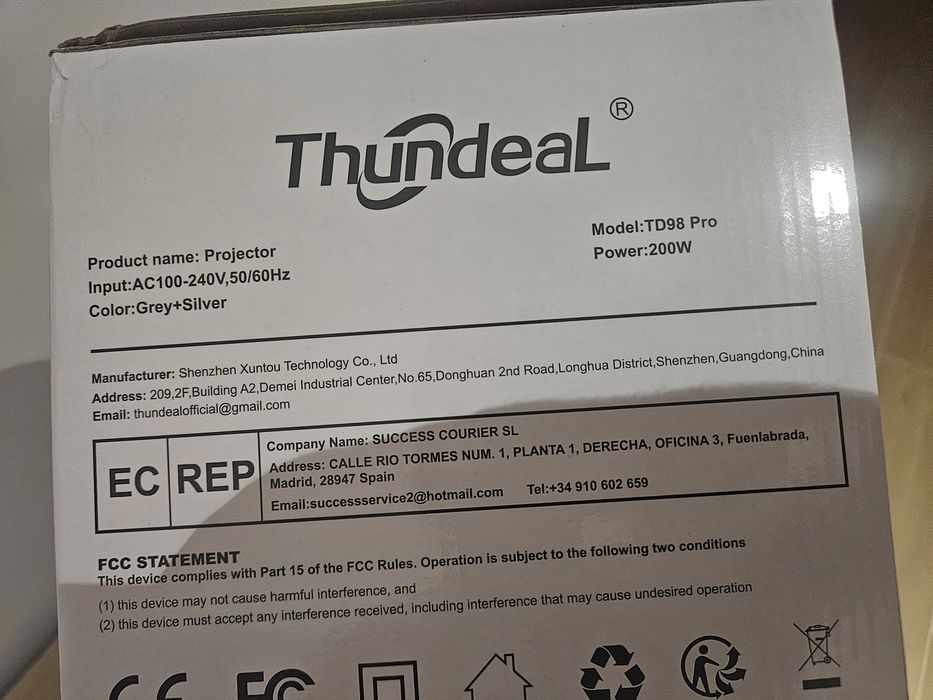 ThundeaL®
Product name: Projector
Input:AC100-240V,50/60Hz
Color:Grey+Silver
Model:TD98 Pro
Power:200W
Manufacturer: Shenzhen Xuntou Technology Co., Ltd
Address: 209,2F,Building A2,Demei Industrial Center,No.65,Donghuan 2nd Road,Longhua District,Shenzhen,Guangdong,China
Email: thundealofficial@gmail.com
EC REP
Company Name: SUCCESS COURIER SL
Address: CALLE RIO TORMES NUM. 1, PLANTA 1, DERECHA, OFICINA 3, Fuenlabrada,
Madrid, 28947 Spain
Email:successservice2@hotmail.com Tel:+34 910 602 659
FCC STATEMENT
This device complies with Part 15 of the FCC Rules. Operation is subject to the following two conditions
(1) this device may not cause harmful interference, and
(2) this device must accept any interference received, including interference that may cause undesired operation
CE FC